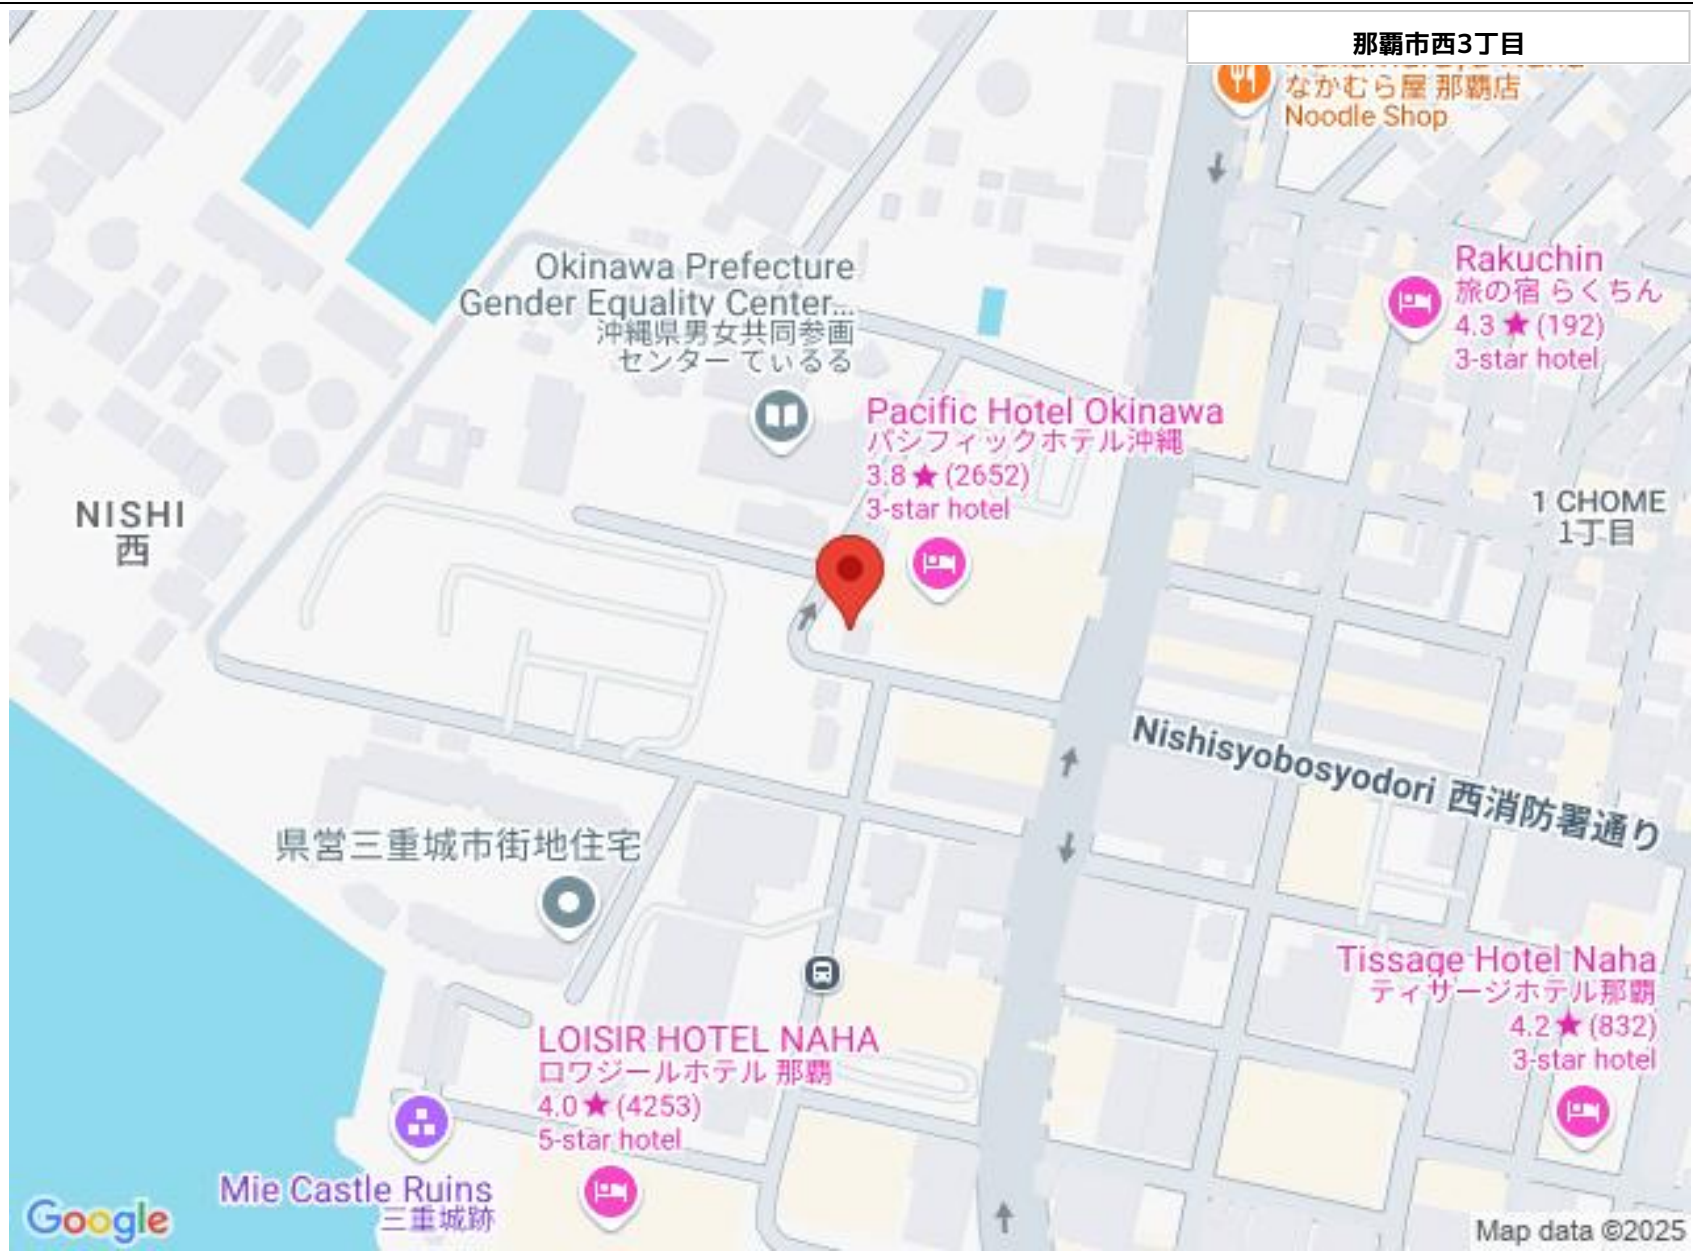 那覇市西3丁目
なかむら屋 那覇店
Noodle Shop
Okinawa Prefecture
Gender Equality Center...
沖縄県男女共同参画
センター てぃるる
Rakuchin
旅の宿 らくちん
4.3 ★ (192)
3-star hotel
Pacific Hotel Okinawa
パシフィックホテル沖縄
3.8 ★ (2652)
3-star hotel
NISHI
西
1 CHOME
1丁目
Nishisyobosyodori 西消防署通り
県営三重城市街地住宅
Tissage Hotel Naha
ティサージホテル那覇
4.2 ★ (832)
3-star hotel
LOISIR HOTEL NAHA
ロワジールホテル 那覇
4.0 ★ (4253)
5-star hotel
Mie Castle Ruins
三重城跡
Google
Map data ©2025